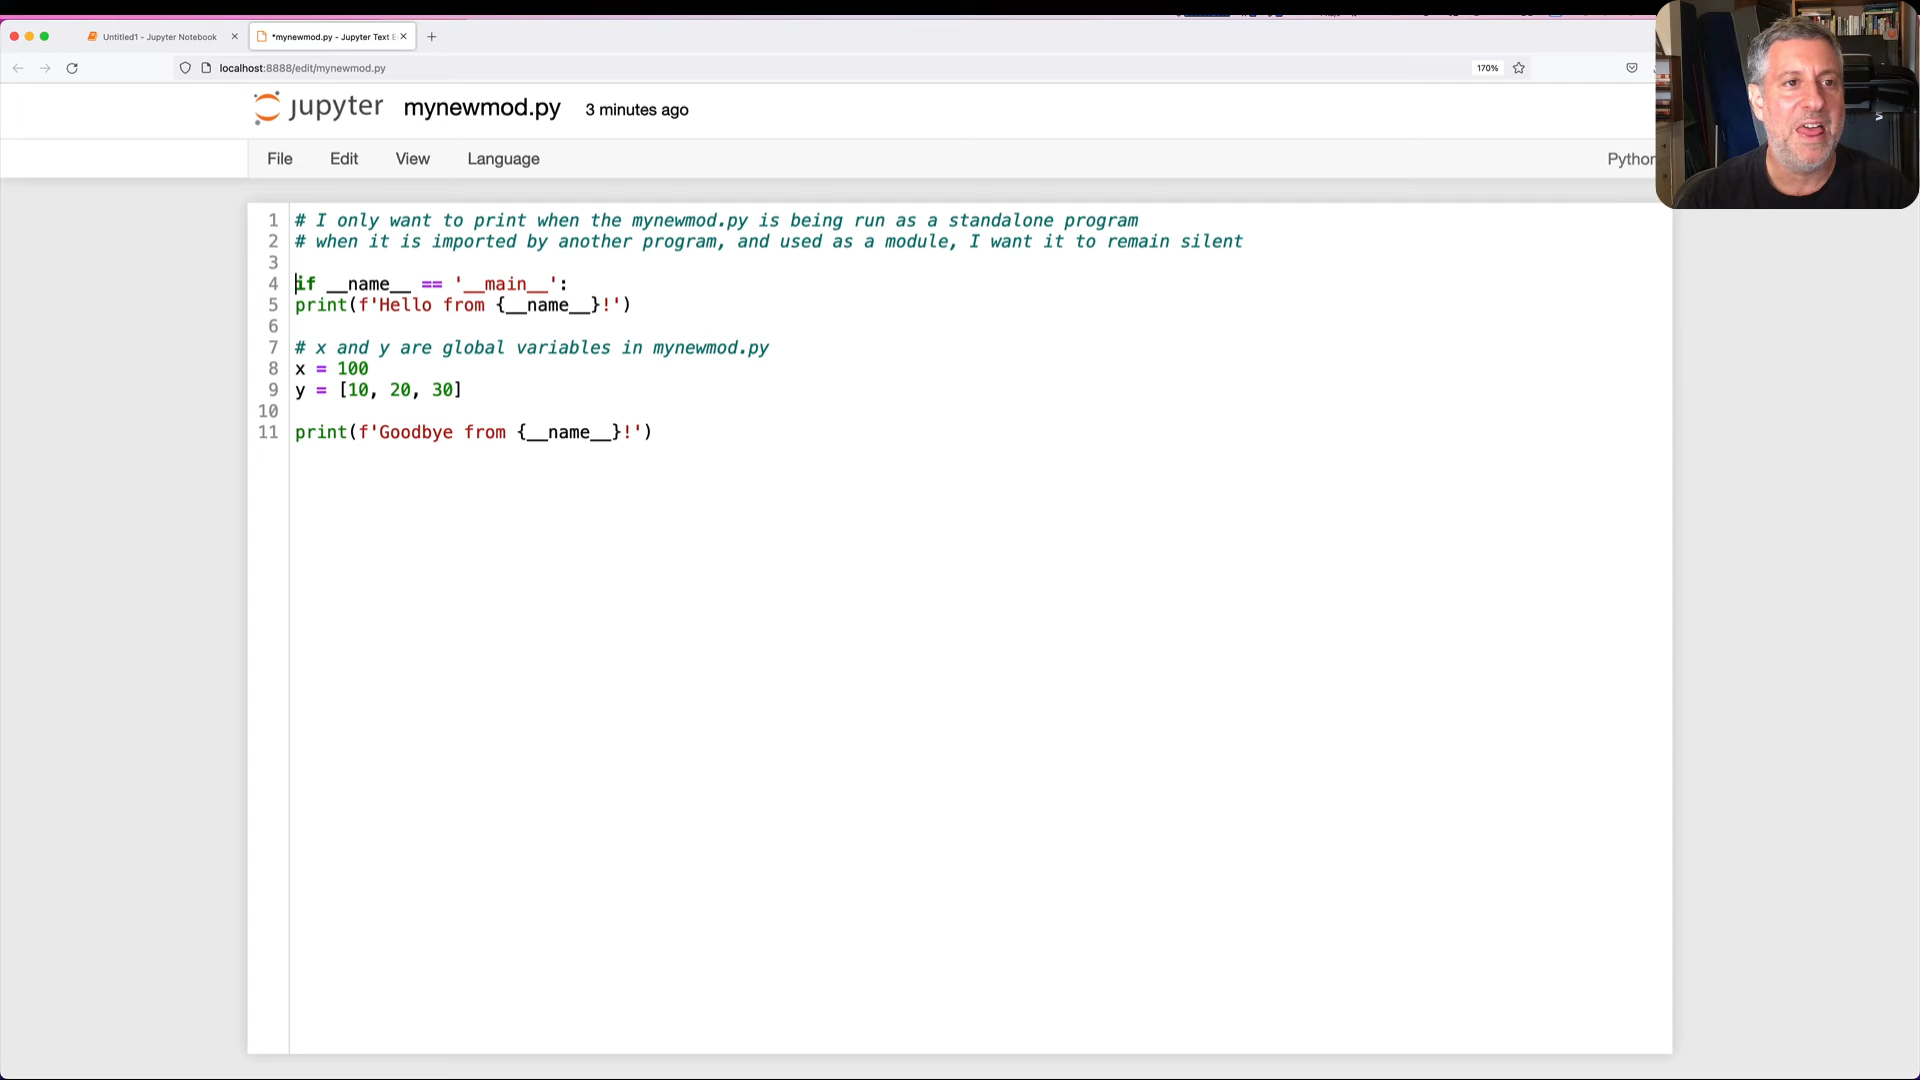 Untitled1 - Jupyter Notebook
*mynewmod.py - Jupyter Text E
localhost:8888/edit/mynewmod.py
170%
jupyter mynewmod.py 3 minutes ago
File Edit View Language
Python
1 # I only want to print when the mynewmod.py is being run as a standalone program
2 # when it is imported by another program, and used as a module, I want it to remain silent
3
4 if __name__ == '__main__':
5 print(f'Hello from {__name__}!')
6
7 # x and y are global variables in mynewmod.py
8 x = 100
9 y = [10, 20, 30]
10
11 print(f'Goodbye from {__name__}!')